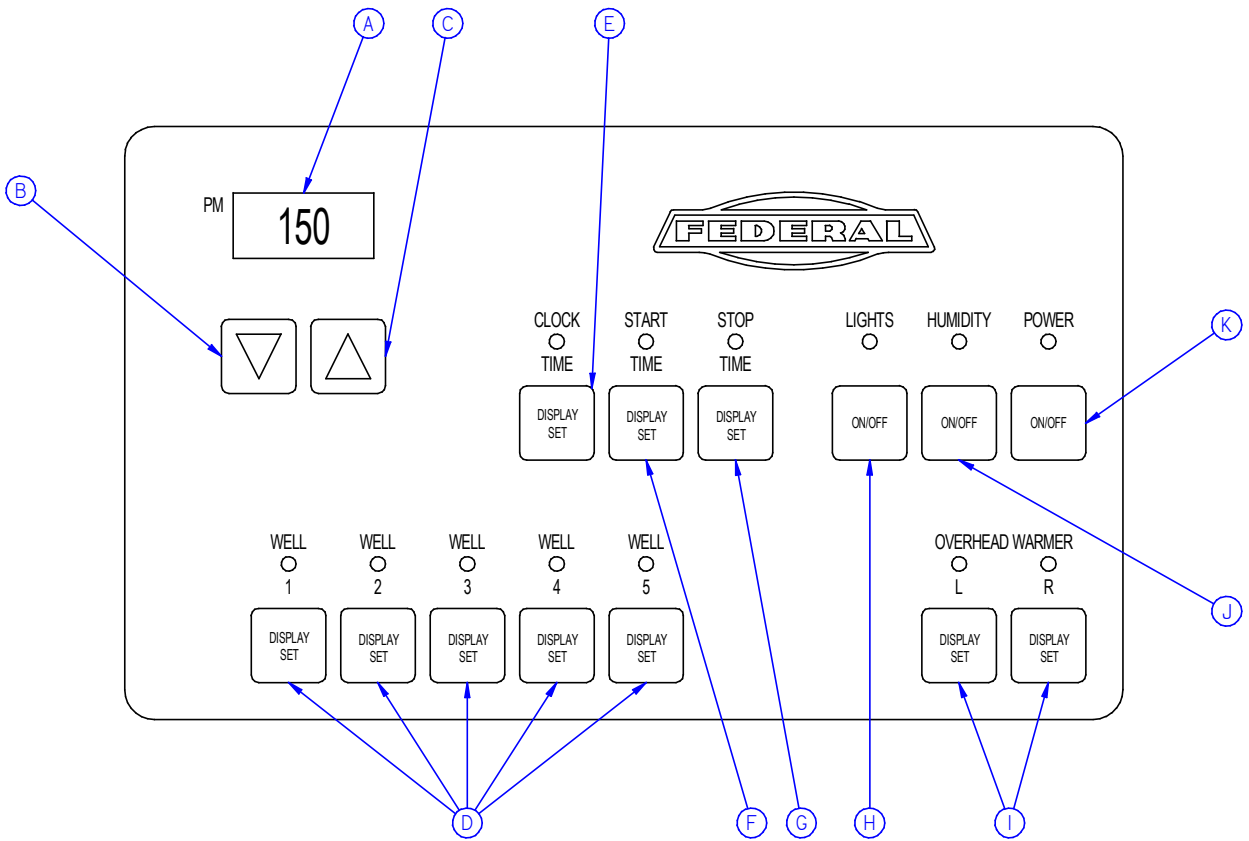 A
C
E
B
PM
150
FEDERAL
CLOCK
TIME
START
TIME
STOP
TIME
LIGHTS
HUMIDITY
POWER
K
DISPLAY
SET
DISPLAY
SET
DISPLAY
SET
ON/OFF
ON/OFF
ON/OFF
WELL
1
WELL
2
WELL
3
WELL
4
WELL
5
OVERHEAD WARMER
L
R
J
DISPLAY
SET
DISPLAY
SET
DISPLAY
SET
DISPLAY
SET
DISPLAY
SET
DISPLAY
SET
DISPLAY
SET
D
F
G
H
I